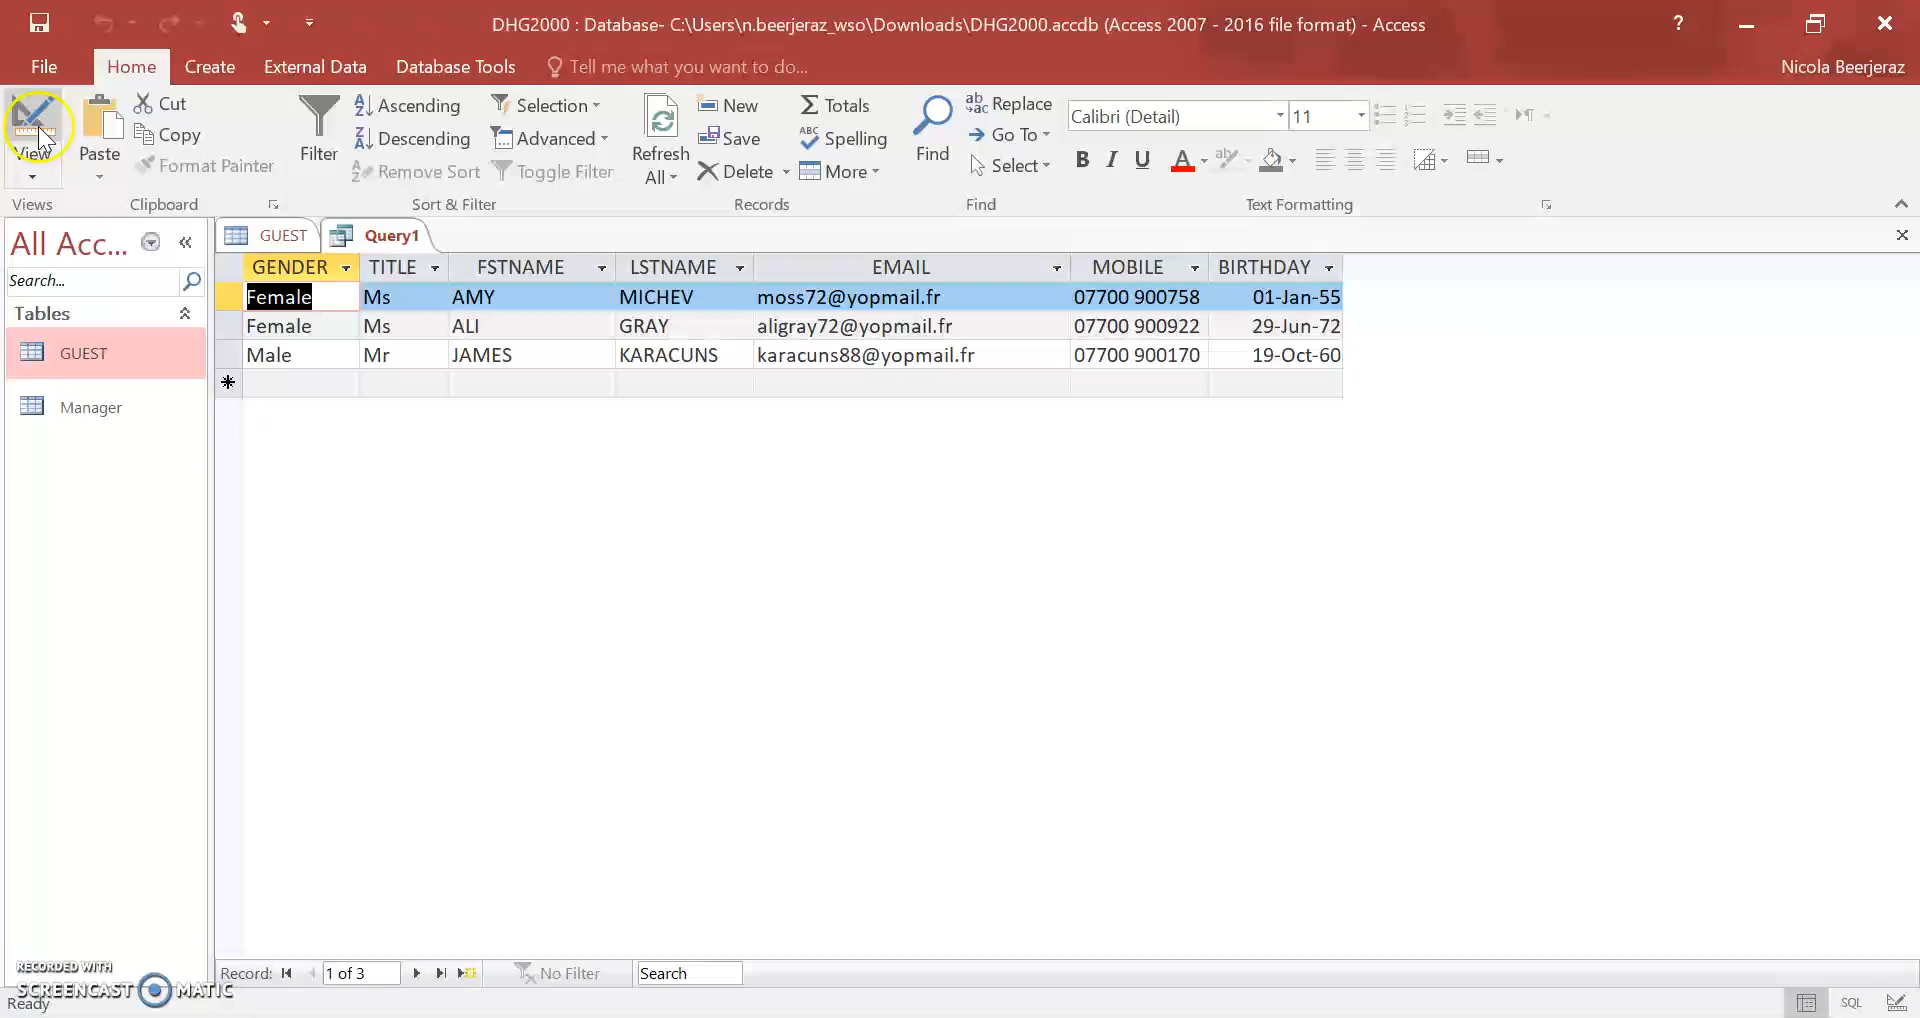 DHG2000 : Database- C:\Users\n.beerjeraz_wso\Downloads\DHG2000.accdb (Access 2007 - 2016 file format) - Access
?
File Home Create External Data Database Tools Tell me what you want to do... Nicola Beerjeraz
View
Paste
Cut
Copy
Format Painter
Filter
Ascending
Descending
Remove Sort
Selection
Advanced
Toggle Filter
Refresh
All
New
Save
Delete
Totals
Spelling
More
Find
Replace
Go To
Select
Calibri (Detail) 11
B I U A
Views Clipboard Sort & Filter Records Find Text Formatting
All Acc...
Search...
Tables
GUEST
Manager
GUEST Query1
GENDER TITLE FSTNAME LSTNAME EMAIL MOBILE BIRTHDAY
Female Ms AMY MICHEV moss72@yopmail.fr 07700 900758 01-Jan-55
Female Ms ALI GRAY aligray72@yopmail.fr 07700 900922 29-Jun-72
Male Mr JAMES KARACUNS karacuns88@yopmail.fr 07700 900170 19-Oct-60
Record: 1 of 3 No Filter Search
RECORDED WITH
SCREENCAST MATIC
Ready
SQL